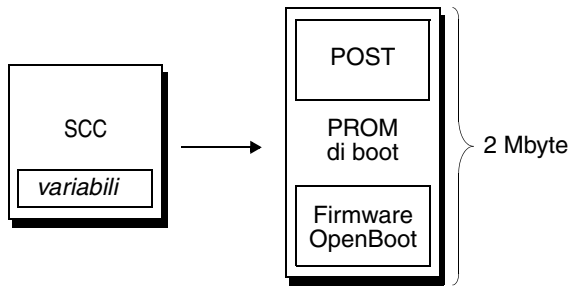 SCC
variabili
POST
PROM
di boot
Firmware
OpenBoot
2 Mbyte